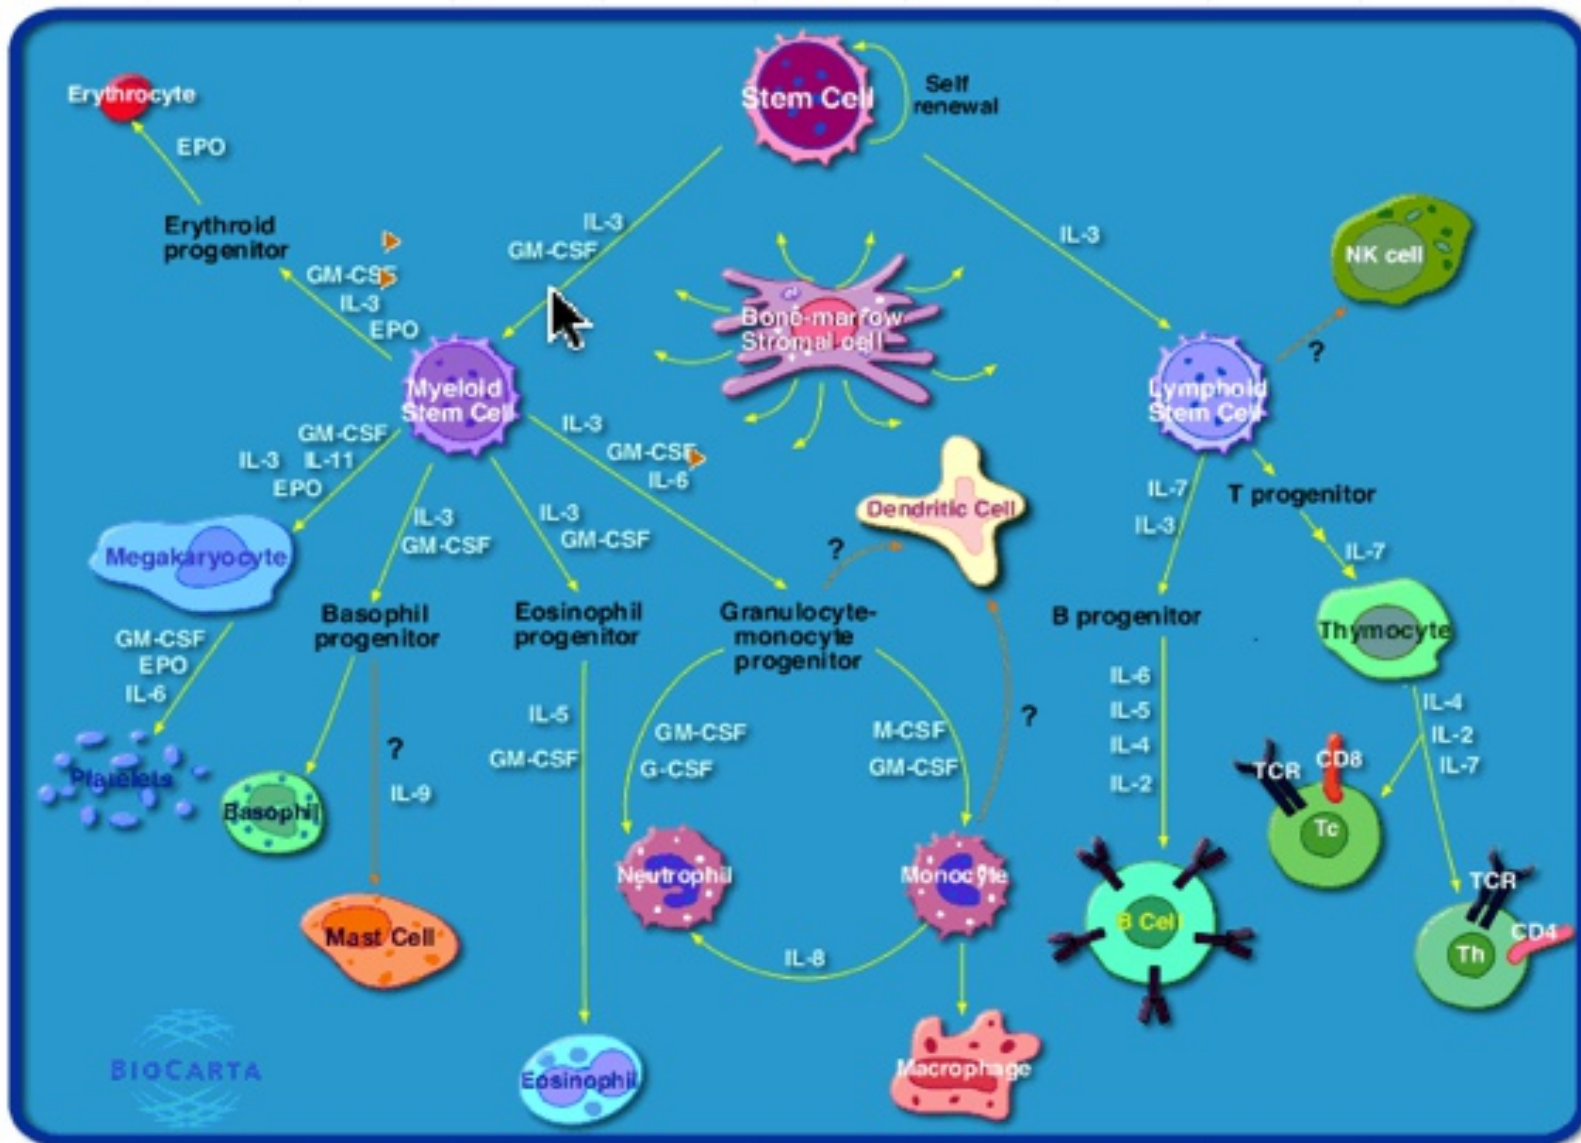 Stem Cell
Self
renewal
Erythrocyte
EPO
Erythroid
progenitor
GM-CSF
IL-3
EPO
IL-3
GM-CSF
IL-3
NK cell
?
Bone-marrow
Stromal cell
Myeloid
Stem Cell
Lymphoid
Stem Cell
GM-CSF
IL-3 IL-11
EPO
IL-3
GM-CSF
IL-3
GM-CSF
IL-3
GM-CSF
IL-6
Dendritic Cell
?
IL-7
IL-3
T progenitor
IL-7
Megakaryocyte
Basophil
progenitor
Eosinophil
progenitor
Granulocyte-
monocyte
progenitor
B progenitor
Thymocyte
GM-CSF
EPO
IL-6
Platelets
Basophil
?
IL-9
Mast Cell
IL-5
GM-CSF
GM-CSF
G-CSF
M-CSF
GM-CSF
?
IL-6
IL-5
IL-4
IL-2
IL-4
IL-2
IL-7
TCR
CD8
Tc
Neutrophil
Monocyte
IL-8
B Cell
TCR
CD4
Th
Eosinophil
Macrophage
BIOCARTA